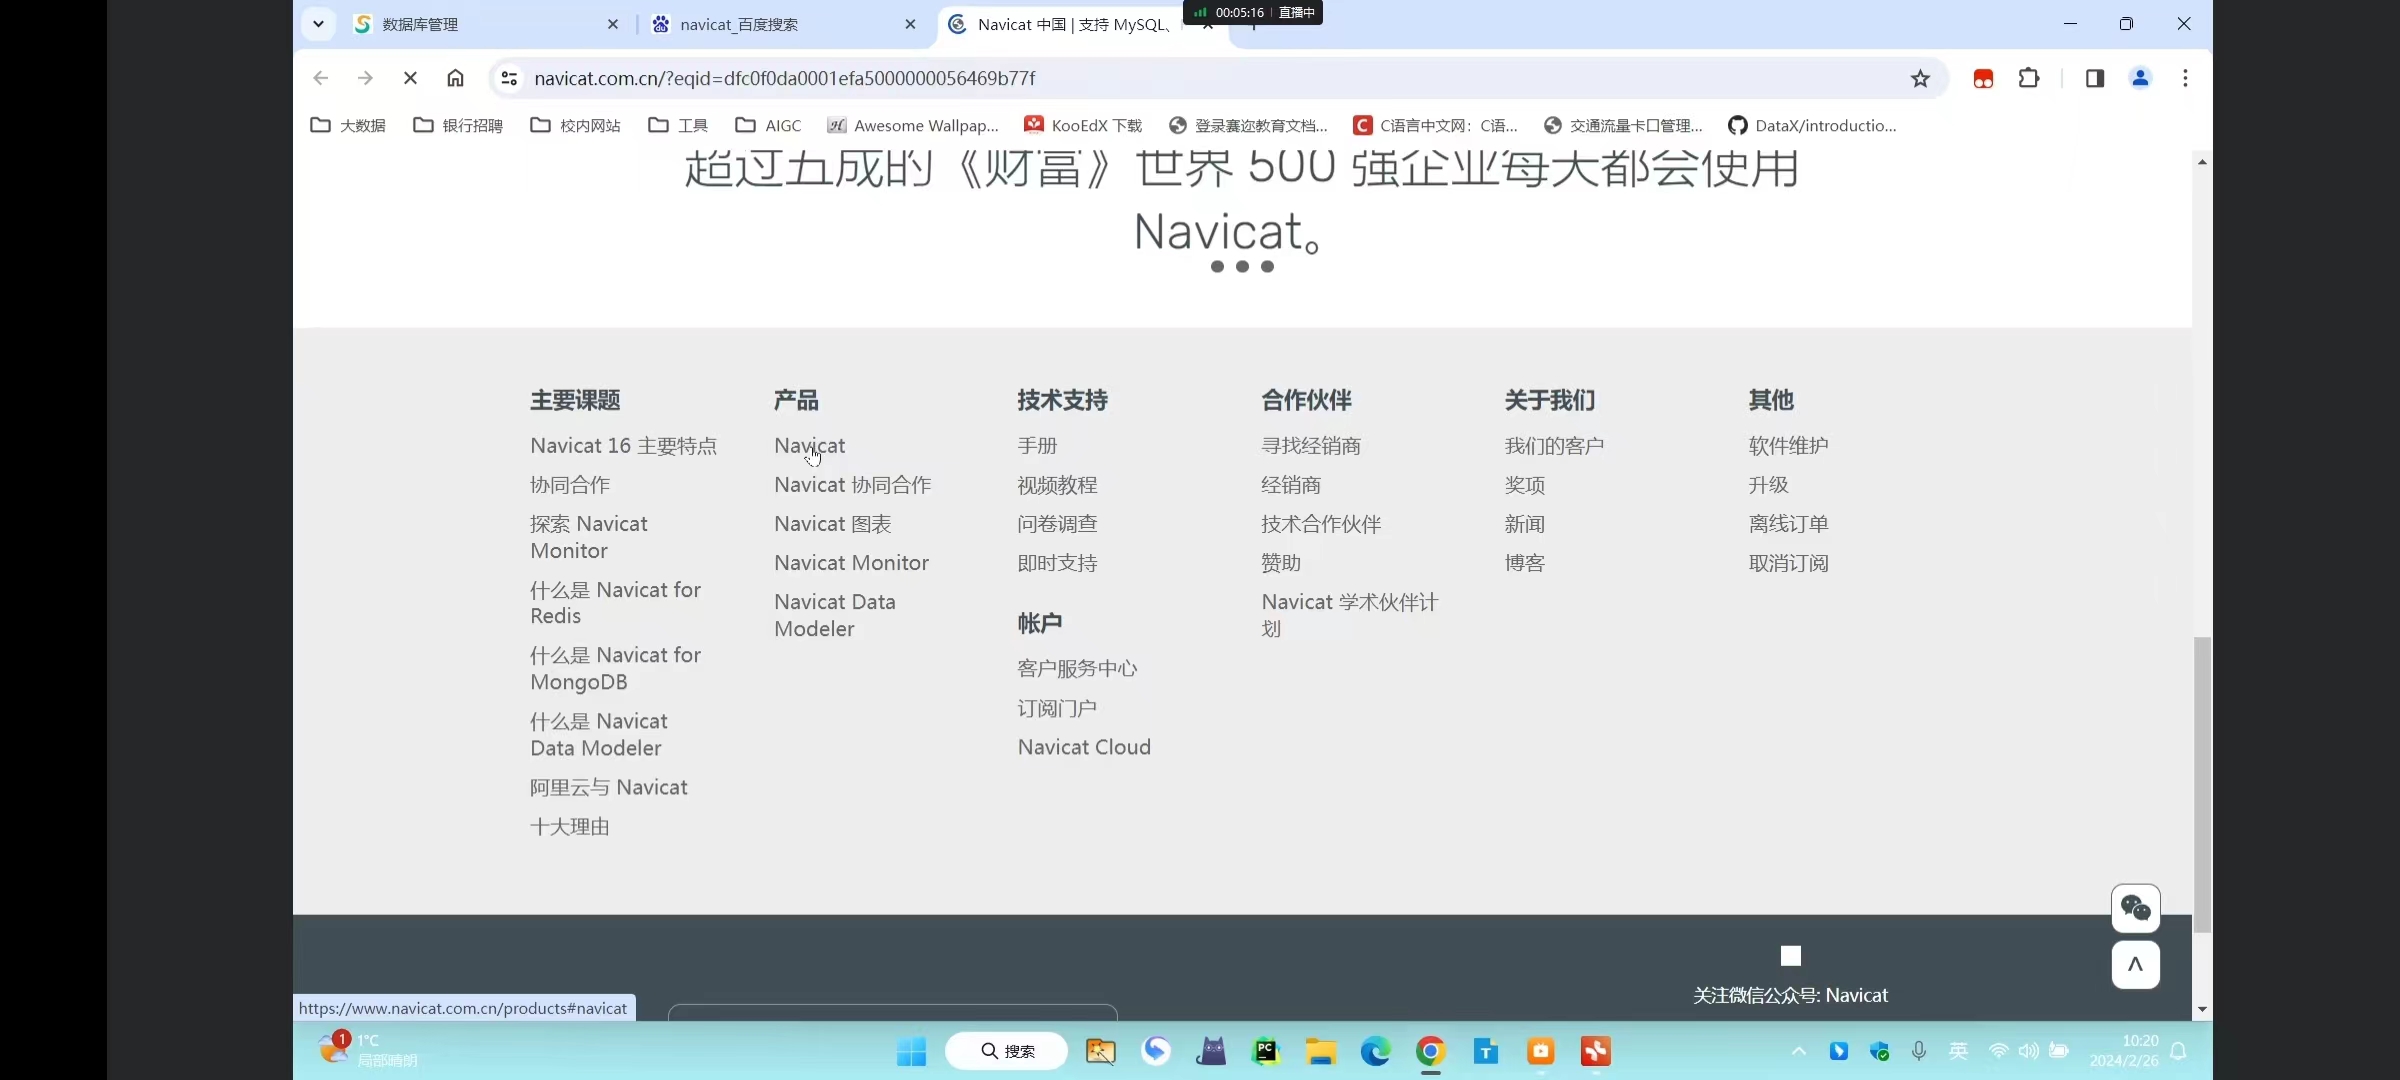 00:05:16 直播中
数据库管理
navicat_百度搜索
Navicat 中国 | 支持 MySQL、
navicat.com.cn/?eqid=dfc0f0da0001efa5000000056469b77f
大数据
银行招聘
校内网站
工具
AIGC
Awesome Wallpap...
KooEdX 下载
登录赛迩教育文档...
C语言中文网：C语...
交通流量卡口管理...
DataX/introductio...
超过五成的《财富》世界 500 强企业每天都会使用
Navicat。
主要课题
Navicat 16 主要特点
协同合作
探索 Navicat
Monitor
什么是 Navicat for
Redis
什么是 Navicat for
MongoDB
什么是 Navicat
Data Modeler
阿里云与 Navicat
十大理由
产品
Navicat
Navicat 协同合作
Navicat 图表
Navicat Monitor
Navicat Data
Modeler
技术支持
手册
视频教程
问卷调查
即时支持
帐户
客户服务中心
订阅门户
Navicat Cloud
合作伙伴
寻找经销商
经销商
技术合作伙伴
赞助
Navicat 学术伙伴计
划
关于我们
我们的客户
奖项
新闻
博客
其他
软件维护
升级
离线订单
取消订阅
关注微信公众号: Navicat
https://www.navicat.com.cn/products#navicat
1
1°C
局部晴朗
搜索
PC
T
英
10:20
2024/2/26